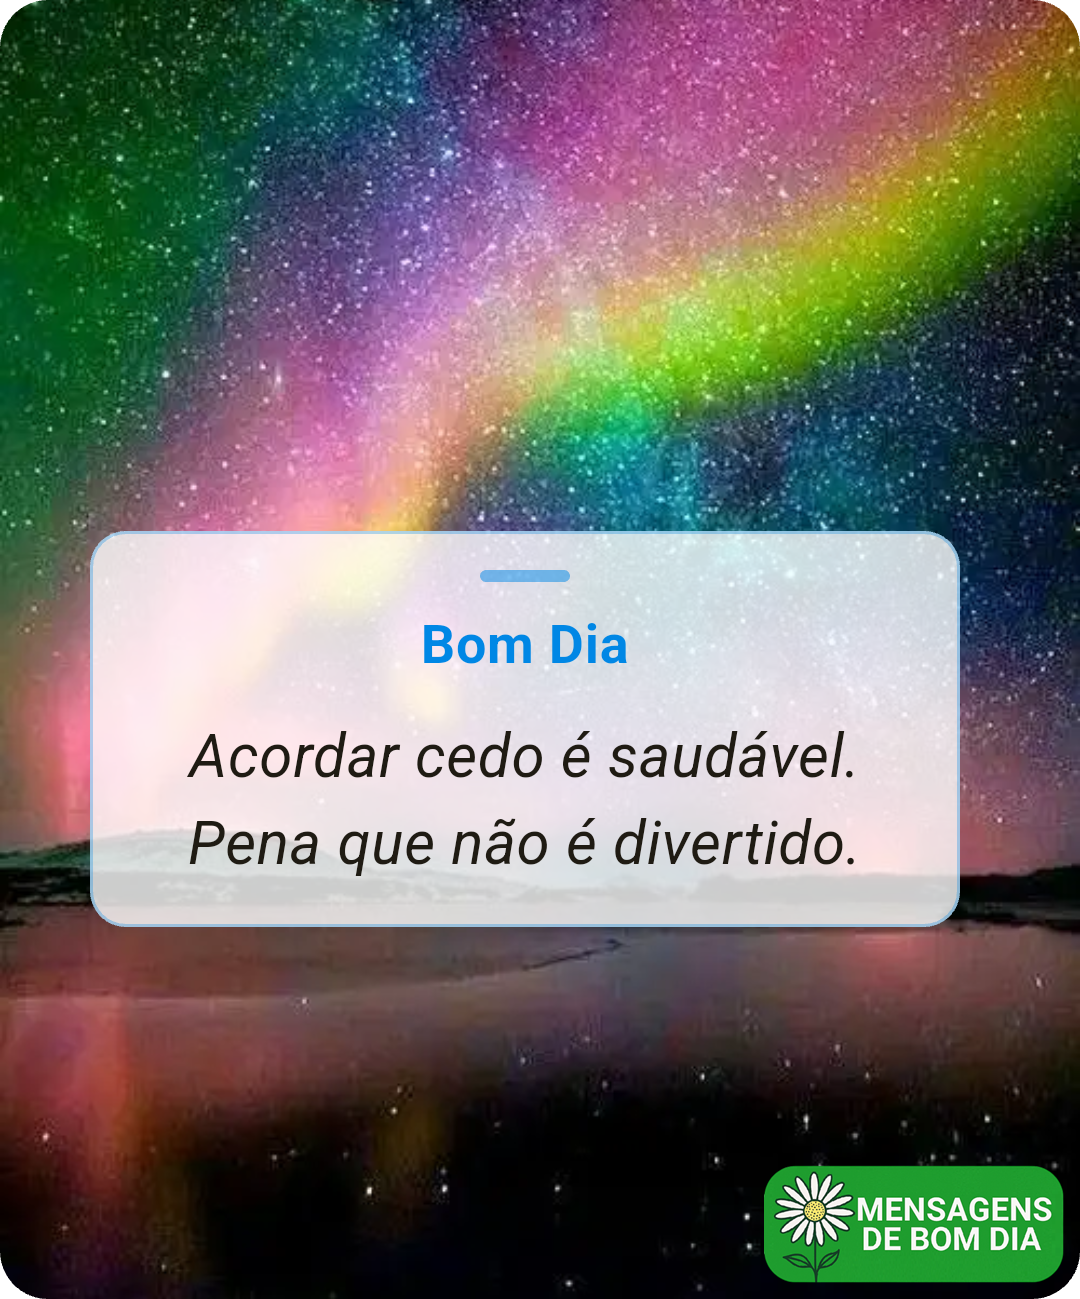 Bom Dia
Acordar cedo é saudável.
Pena que não é divertido.
MENSAGENS
DE BOM DIA